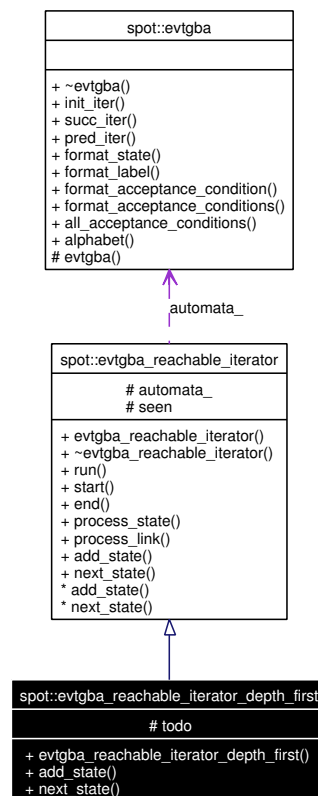 spot::evtgba
+ ~evtgba()
+ init_iter()
+ succ_iter()
+ pred_iter()
+ format_state()
+ format_label()
+ format_acceptance_condition()
+ format_acceptance_conditions()
+ all_acceptance_conditions()
+ alphabet()
# evtgba()
automata_
spot::evtgba_reachable_iterator
# automata_
# seen
+ evtgba_reachable_iterator()
+ ~evtgba_reachable_iterator()
+ run()
+ start()
+ end()
+ process_state()
+ process_link()
+ add_state()
+ next_state()
* add_state()
* next_state()
spot::evtgba_reachable_iterator_depth_first
# todo
+ evtgba_reachable_iterator_depth_first()
+ add_state()
+ next_state()